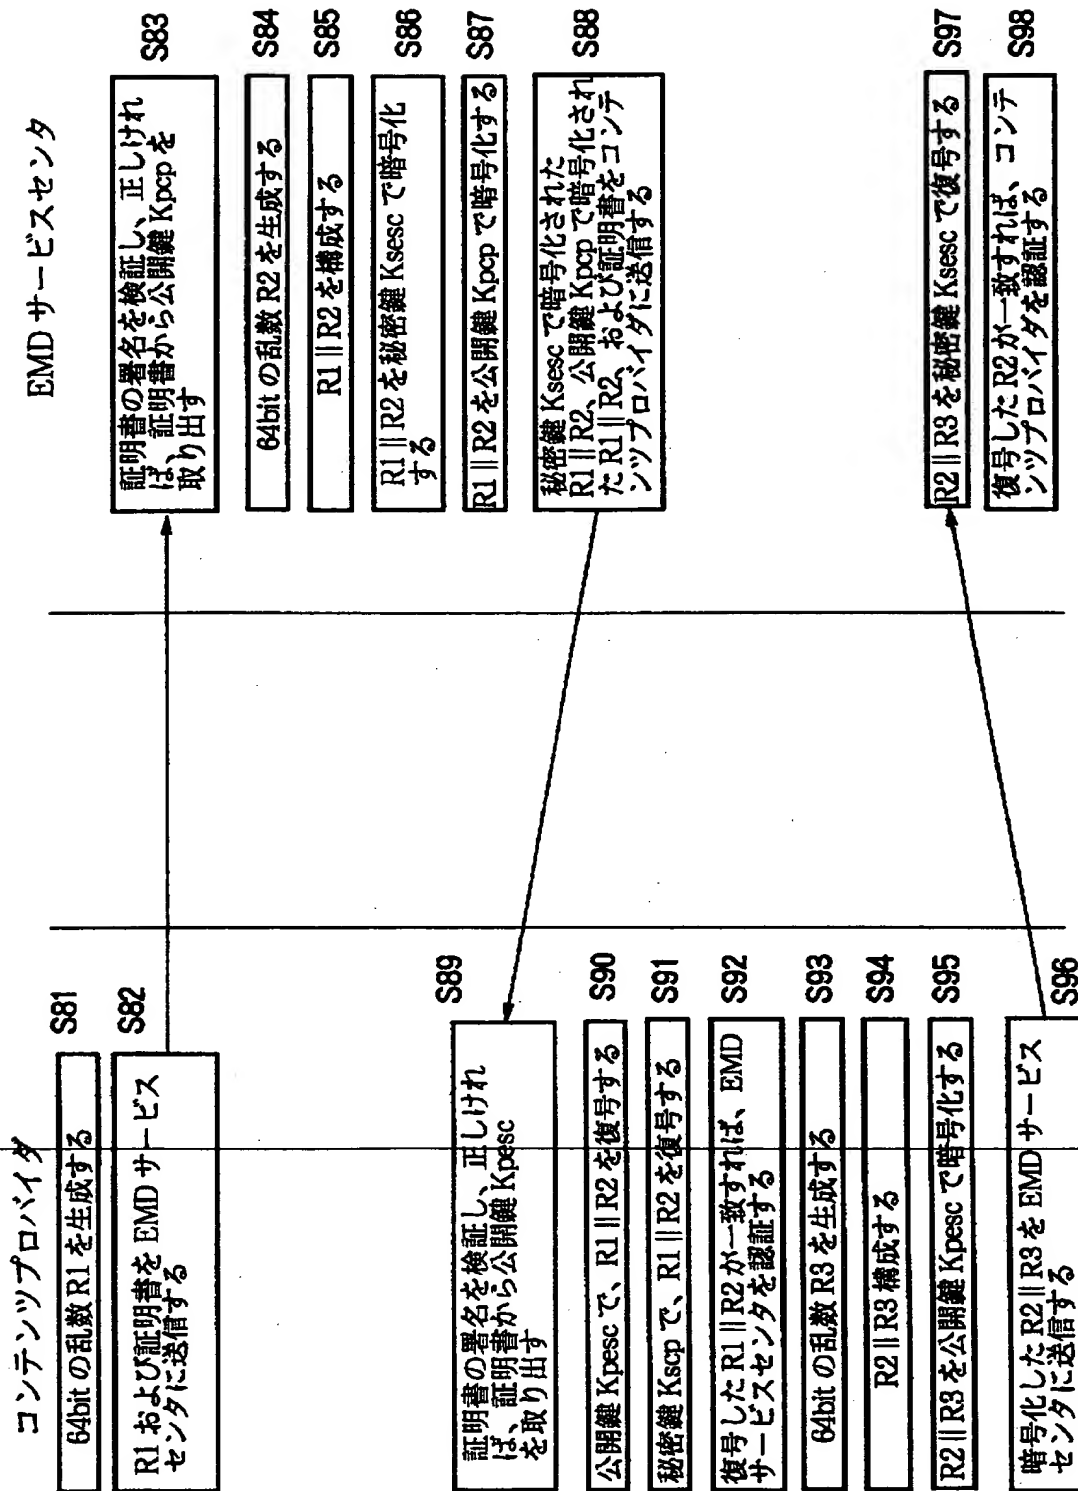 コンテンツプロバイダ
EMD サービスセンタ
64bit の乱数 R1 を生成する
S81
R1 および証明書を EMD サービス
センタに送信する
S82
証明書の署名を検証し、正しけれ
ば、証明書から公開鍵 Kpcp を
取り出す
S83
64bit の乱数 R2 を生成する
S84
R1 || R2 を構成する
S85
R1 || R2 を秘密鍵 Ksesc で暗号化
する
S86
R1 || R2 を公開鍵 Kpcp で暗号化する
S87
秘密鍵 Ksesc で暗号化された
R1 || R2、公開鍵 Kpcp で暗号化され
た R1 || R2、および証明書をコンテ
ンツプロバイダに送信する
S88
証明書の署名を検証し、正しけれ
ば、証明書から公開鍵 Kpesc
を取り出す
S89
公開鍵 Kpesc で、R1 || R2 を復号する
S90
秘密鍵 Kscp で、R1 || R2 を復号する
S91
復号した R1 || R2 が一致すれば、EMD
サービスセンタを認証する
S92
64bit の乱数 R3 を生成する
S93
R2 || R3 構成する
S94
R2 || R3 を公開鍵 Kpesc で暗号化する
S95
暗号化した R2 || R3 を EMD サービス
センタに送信する
S96
R2 || R3 を秘密鍵 Ksesc で復号する
S97
復号した R2 が一致すれば、コンテ
ンツプロバイダを認証する
S98